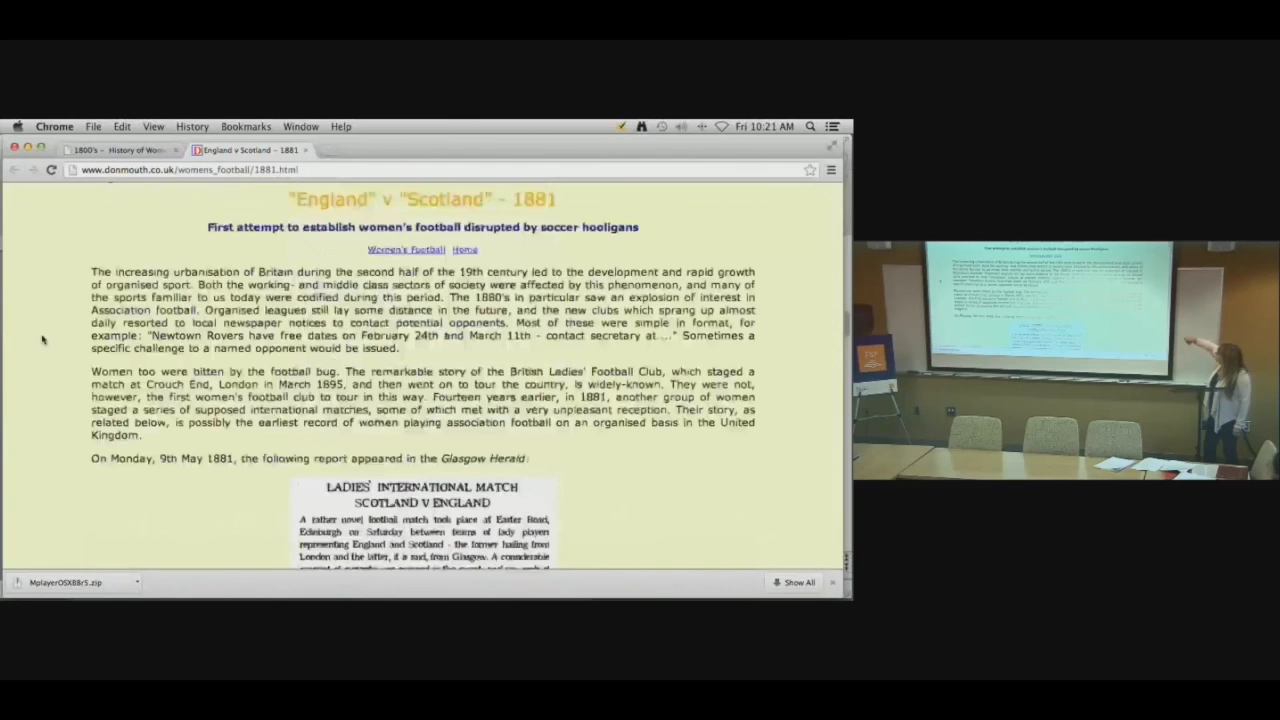 Chrome File Edit View History Bookmarks Window Help Fri 10:21 AM
1800's – History of Wom England v Scotland – 1881
www.donmouth.co.uk/womens_football/1881.html
"England" v "Scotland" - 1881
First attempt to establish women's football disrupted by soccer hooligans
Women's Football Home
The increasing urbanisation of Britain during the second half of the 19th century led to the development and rapid growth
of organised sport. Both the working- and middle class sectors of society were affected by this phenomenon, and many of
the sports familiar to us today were codified during this period. The 1880's in particular saw an explosion of interest in
Association football. Organised leagues still lay some distance in the future, and the new clubs which sprang up almost
daily resorted to local newspaper notices to contact potential opponents. Most of these were simple in format, for
example: "Newtown Rovers have free dates on February 24th and March 11th - contact secretary at ..." Sometimes a
specific challenge to a named opponent would be issued.
Women too were bitten by the football bug. The remarkable story of the British Ladies' Football Club, which staged a
match at Crouch End, London in March 1895, and then went on to tour the country, is widely-known. They were not,
however, the first women's football club to tour in this way. Fourteen years earlier, in 1881, another group of women
staged a series of supposed international matches, some of which met with a very unpleasant reception. Their story, as
related below, is possibly the earliest record of women playing association football on an organised basis in the United
Kingdom.
On Monday, 9th May 1881, the following report appeared in the Glasgow Herald:
LADIES' INTERNATIONAL MATCH
SCOTLAND V ENGLAND
A rather novel football match took place at Easter Road,
Edinburgh on Saturday between teams of lady players
representing England and Scotland - the former hailing from
London and the latter, it is said, from Glasgow. A considerable
MplayerOSXB8r5.zip Show All